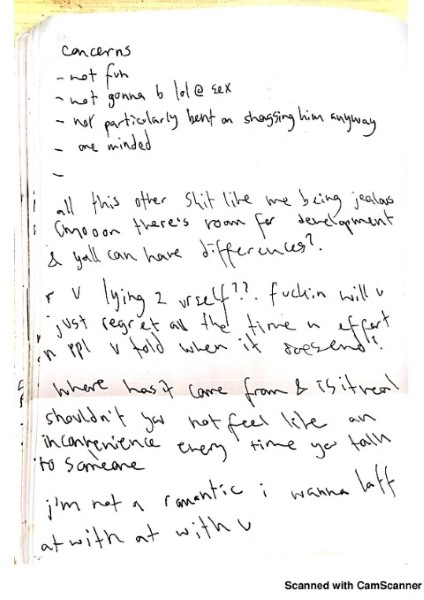 concerns
- not fun
- not gonna b lol @ sex
- not particularly bent on shagging him anyway
- one minded
-
all this other shit like me being jealous
cmooon there's room for development
& yall can have differences?
r u lying 2 urself??. fuckin will u
just regret all the time n effort
n ppl u told when it doesend?
Where has it come from & is it real
shouldn't you not feel like an
inconvenience every time you talk
to someone
i'm not a romantic i wanna laff
at with at with u
Scanned with CamScanner